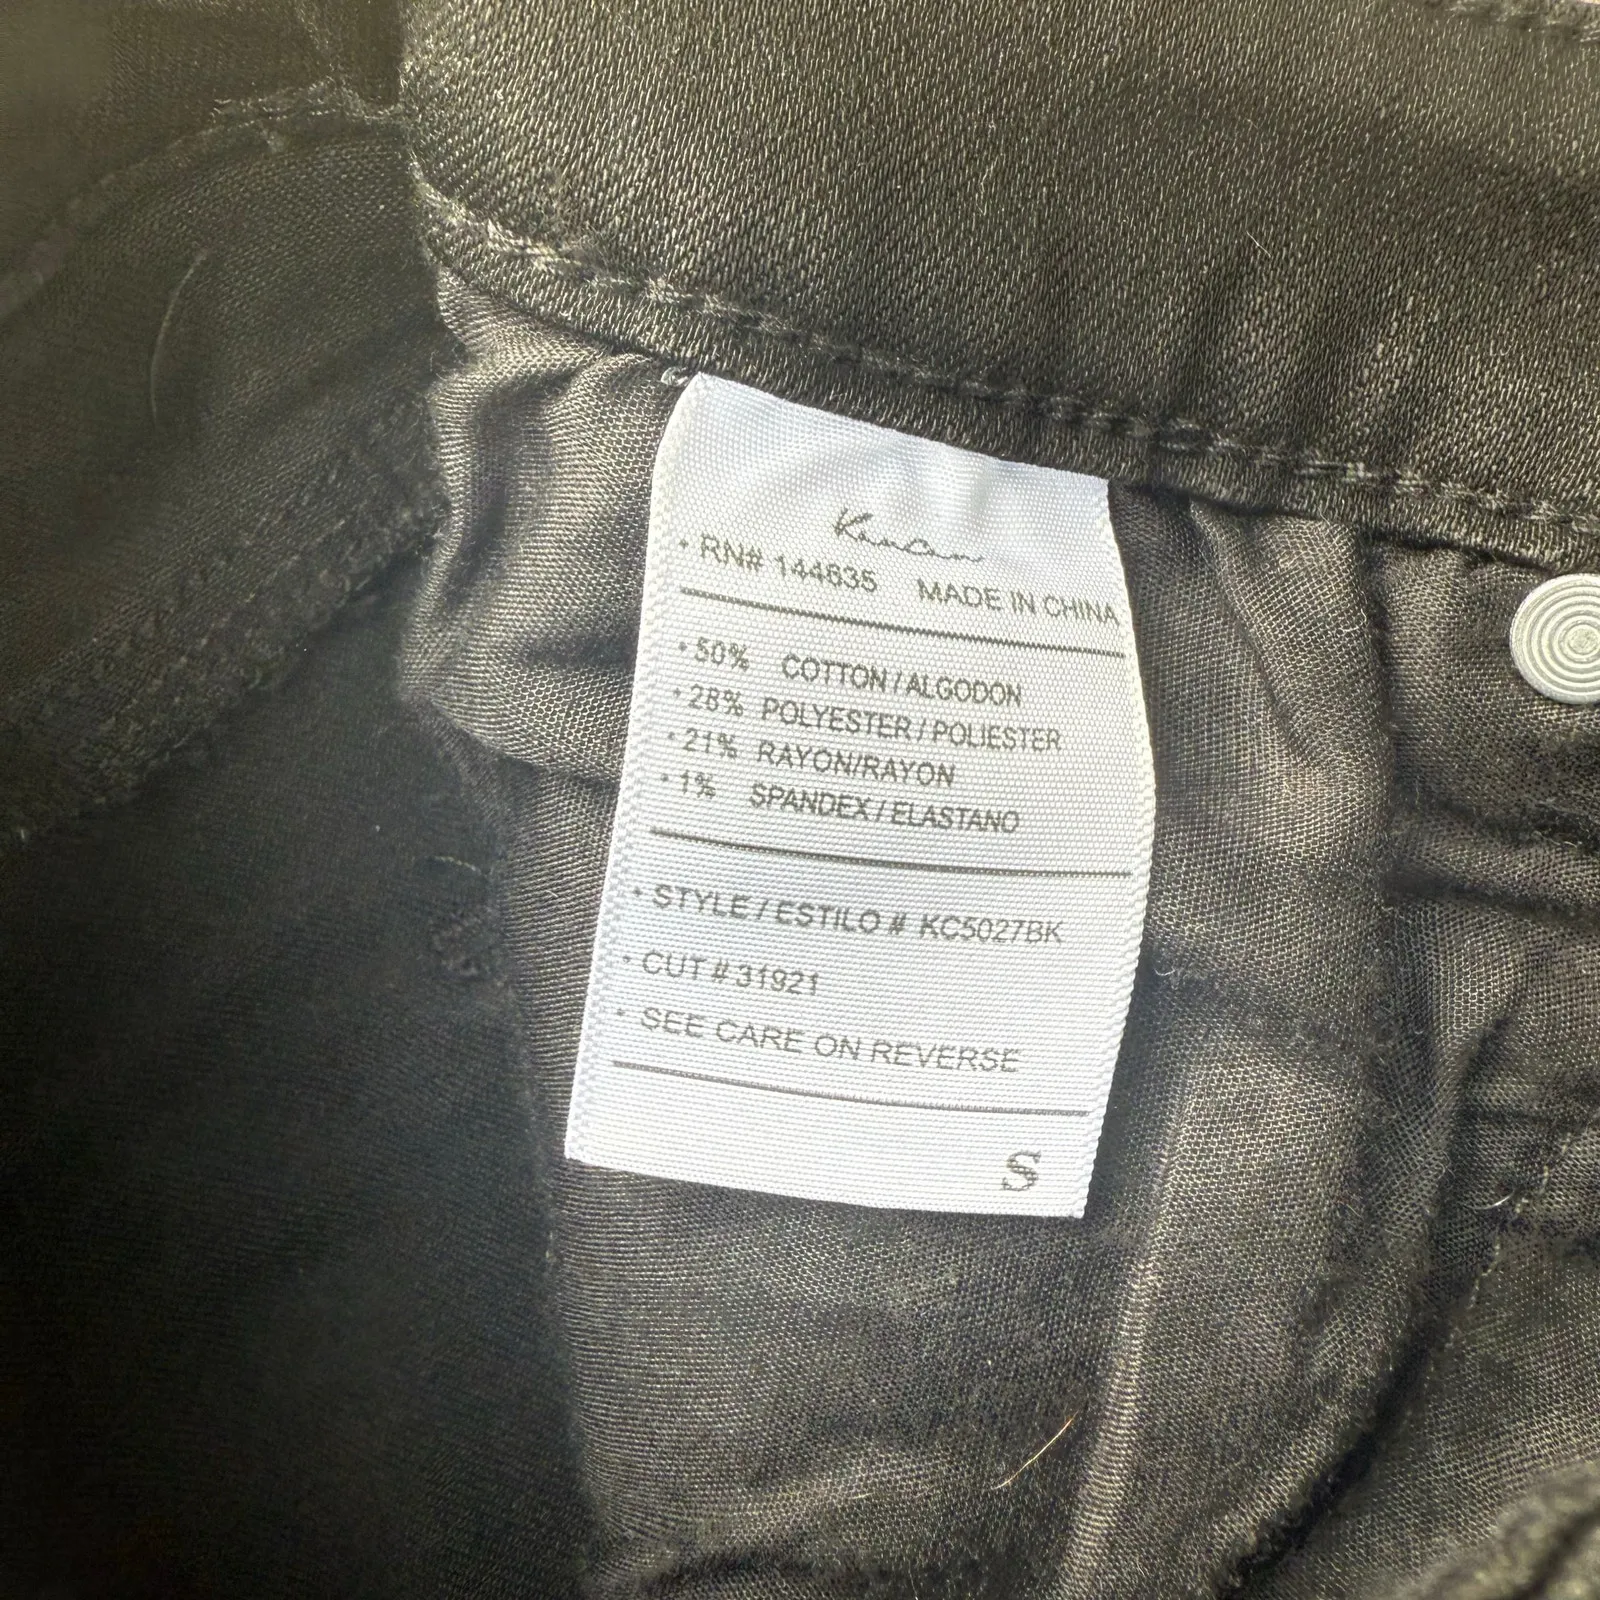 KanCan
• RN# 144635 MADE IN CHINA
• 50% COTTON / ALGODON
• 28% POLYESTER / POLIESTER
• 21% RAYON/RAYON
• 1% SPANDEX / ELASTANO
• STYLE / ESTILO # KC5027BK
• CUT # 31921
• SEE CARE ON REVERSE
S